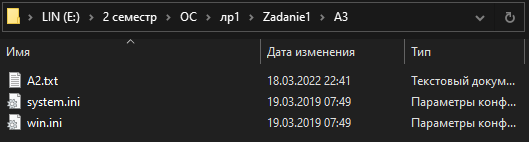 LIN (E:) > 2 семестр > ОС > лр1 > Zadanie1 > A3
Имя Дата изменения Тип
A2.txt 18.03.2022 22:41 Текстовый докум...
system.ini 19.03.2019 07:49 Параметры конф...
win.ini 19.03.2019 07:49 Параметры конф...